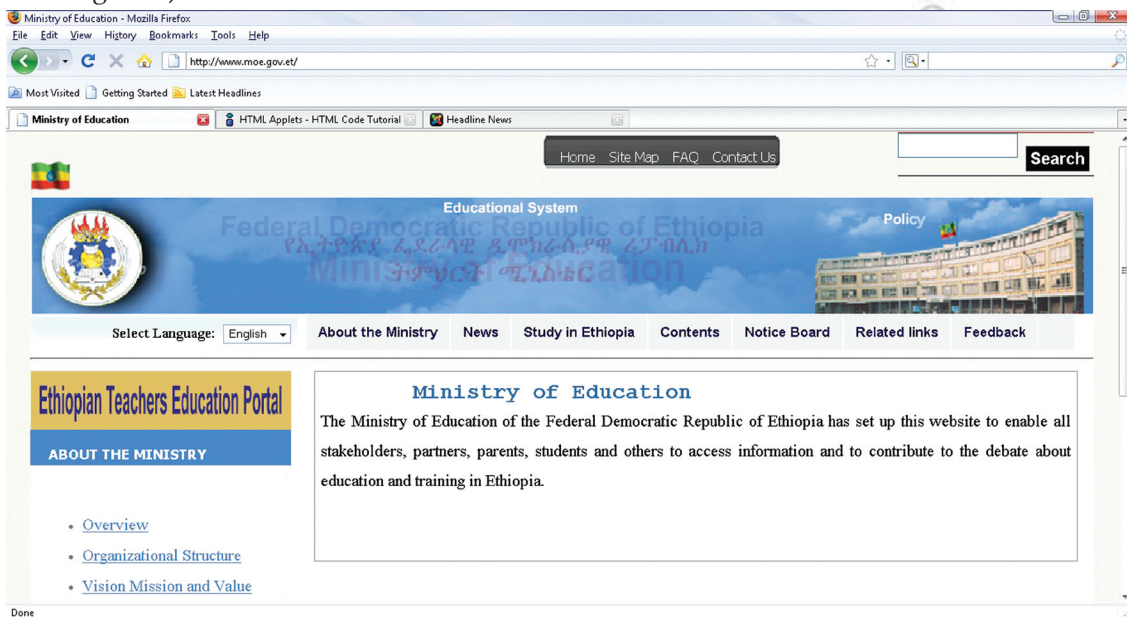 Ministry of Education - Mozilla Firefox
File Edit View History Bookmarks Tools Help
http://www.moe.gov.et/
Most Visited Getting Started Latest Headlines
Ministry of Education HTML Applets - HTML Code Tutorial Headline News
Home Site Map FAQ Contact Us
Search
Educational System
Policy
Federal Democratic Republic of Ethiopia
የኢትዮጵያ ፌደራላዊ ዲሞክራሲያዊ ሪፐብሊክ
Ministry of Education
ትምህርት ሚኒስቴር
Select Language: English About the Ministry News Study in Ethiopia Contents Notice Board Related links Feedback
Ethiopian Teachers Education Portal
ABOUT THE MINISTRY
Overview
Organizational Structure
Vision Mission and Value
Ministry of Education
The Ministry of Education of the Federal Democratic Republic of Ethiopia has set up this website to enable all
stakeholders, partners, parents, students and others to access information and to contribute to the debate about
education and training in Ethiopia.
Done